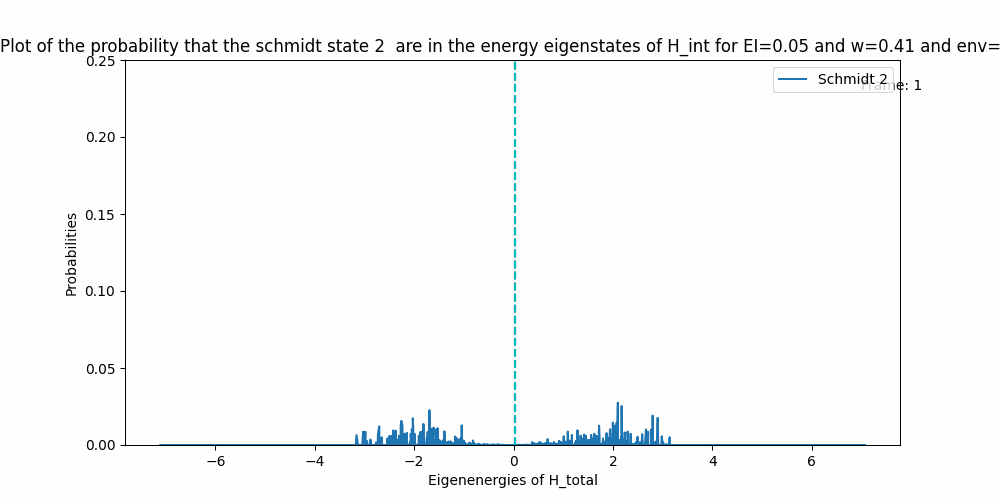 Plot of the probability that the schmidt state 2  are in the energy eigenstates of H_int for EI=0.05 and w=0.41 and env=
0.25
Schmidt 2
Frame: 1
0.20
0.15
Probabilities
0.10
0.05
0.00
−6 −4 −2 0 2 4 6
Eigenenergies of H_total